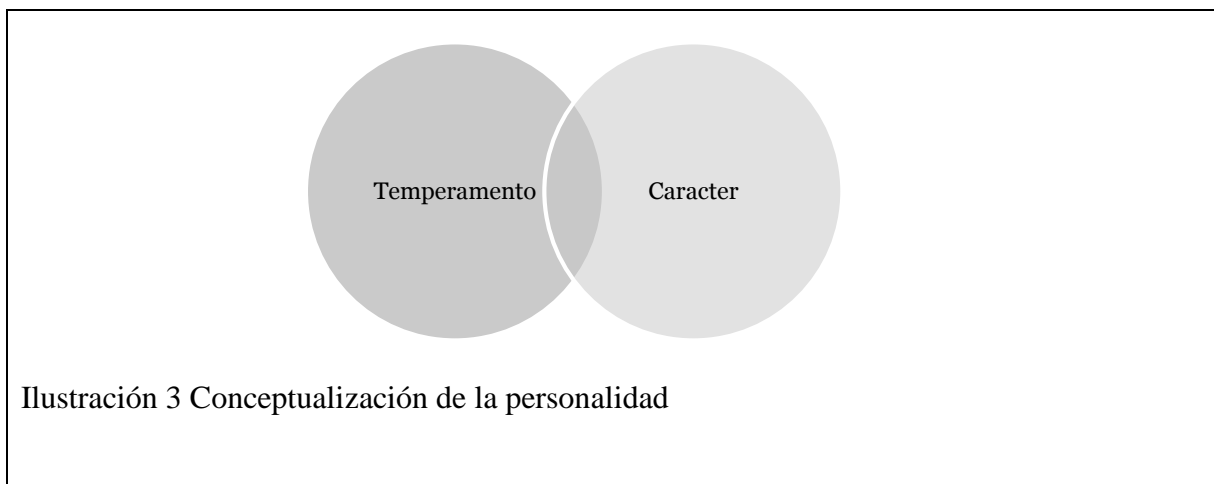 Temperamento
Caracter
Ilustración 3 Conceptualización de la personalidad